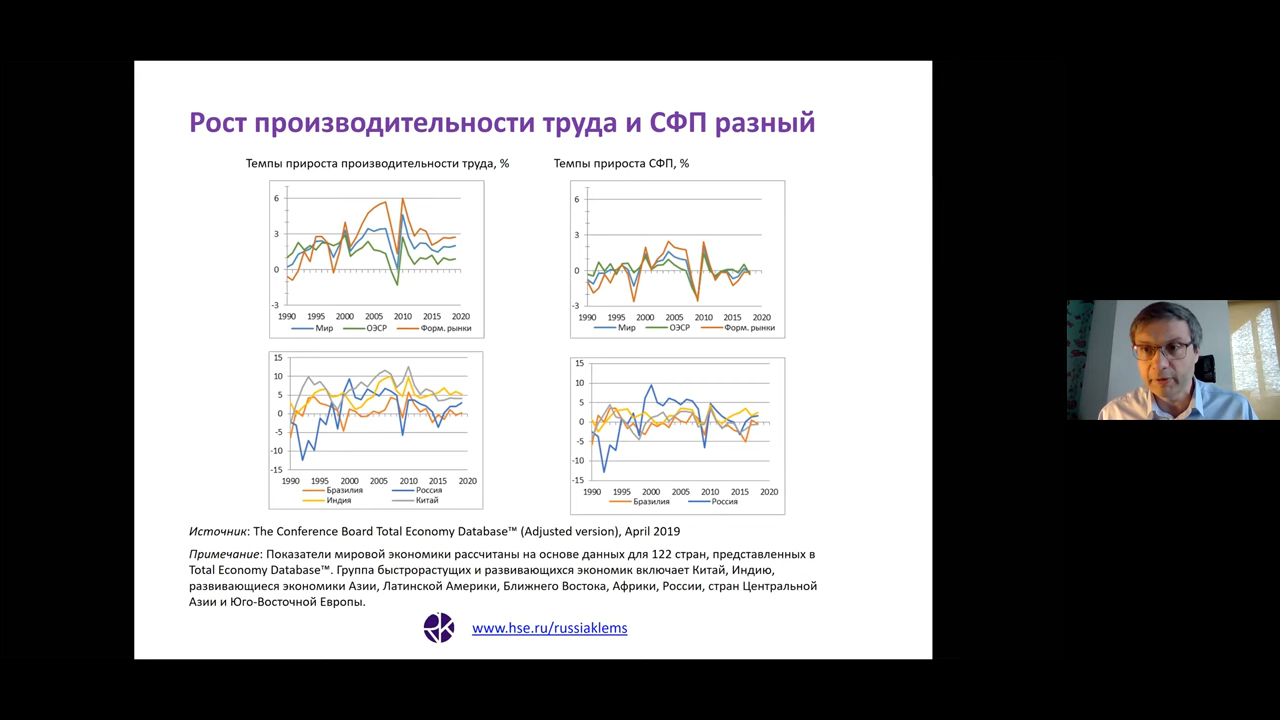 Рост производительности труда и СФП разный
Темпы прироста производительности труда, %
Темпы прироста СФП, %
6
3
0
-3
1990 1995 2000 2005 2010 2015 2020
Мир ОЭСР Форм. рынки
6
3
0
-3
1990 1995 2000 2005 2010 2015 2020
Мир ОЭСР Форм. рынки
15
10
5
0
-5
-10
-15
1990 1995 2000 2005 2010 2015 2020
Бразилия Россия
Индия Китай
15
10
5
0
-5
-10
-15
1990 1995 2000 2005 2010 2015 2020
Бразилия Россия
Источник: The Conference Board Total Economy Database™ (Adjusted version), April 2019
Примечание: Показатели мировой экономики рассчитаны на основе данных для 122 стран, представленных в
Total Economy Database™. Группа быстрорастущих и развивающихся экономик включает Китай, Индию,
развивающиеся экономики Азии, Латинской Америки, Ближнего Востока, Африки, России, стран Центральной
Азии и Юго-Восточной Европы.
www.hse.ru/russiaklems